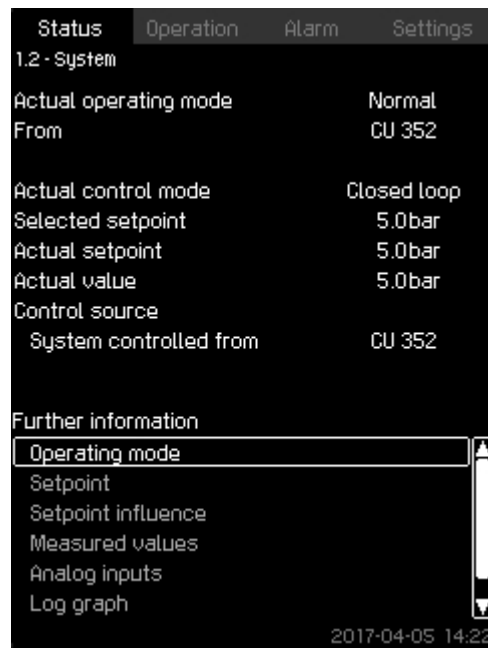 Status Operation Alarm Settings
1.2 - System
Actual operating mode Normal
From CU 352
Actual control mode Closed loop
Selected setpoint 5.0bar
Actual setpoint 5.0bar
Actual value 5.0bar
Control source
System controlled from CU 352
Further information
Operating mode
Setpoint
Setpoint influence
Measured values
Analog inputs
Log graph
2017-04-05 14:22